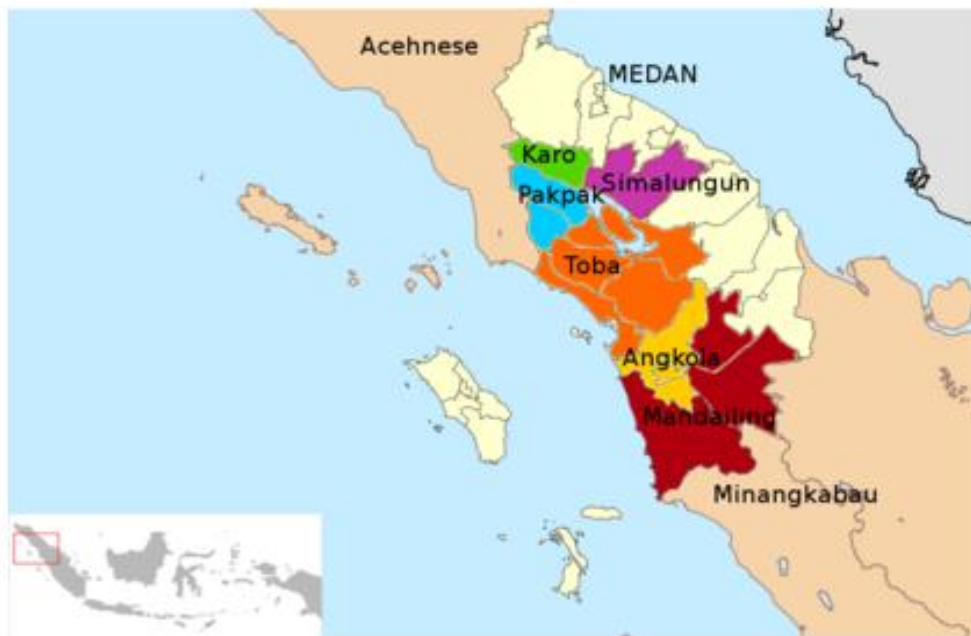 Acehnese
MEDAN
Karo
Simalungun
Pakpak
Toba
Angkola
Mandailing
Minangkabau